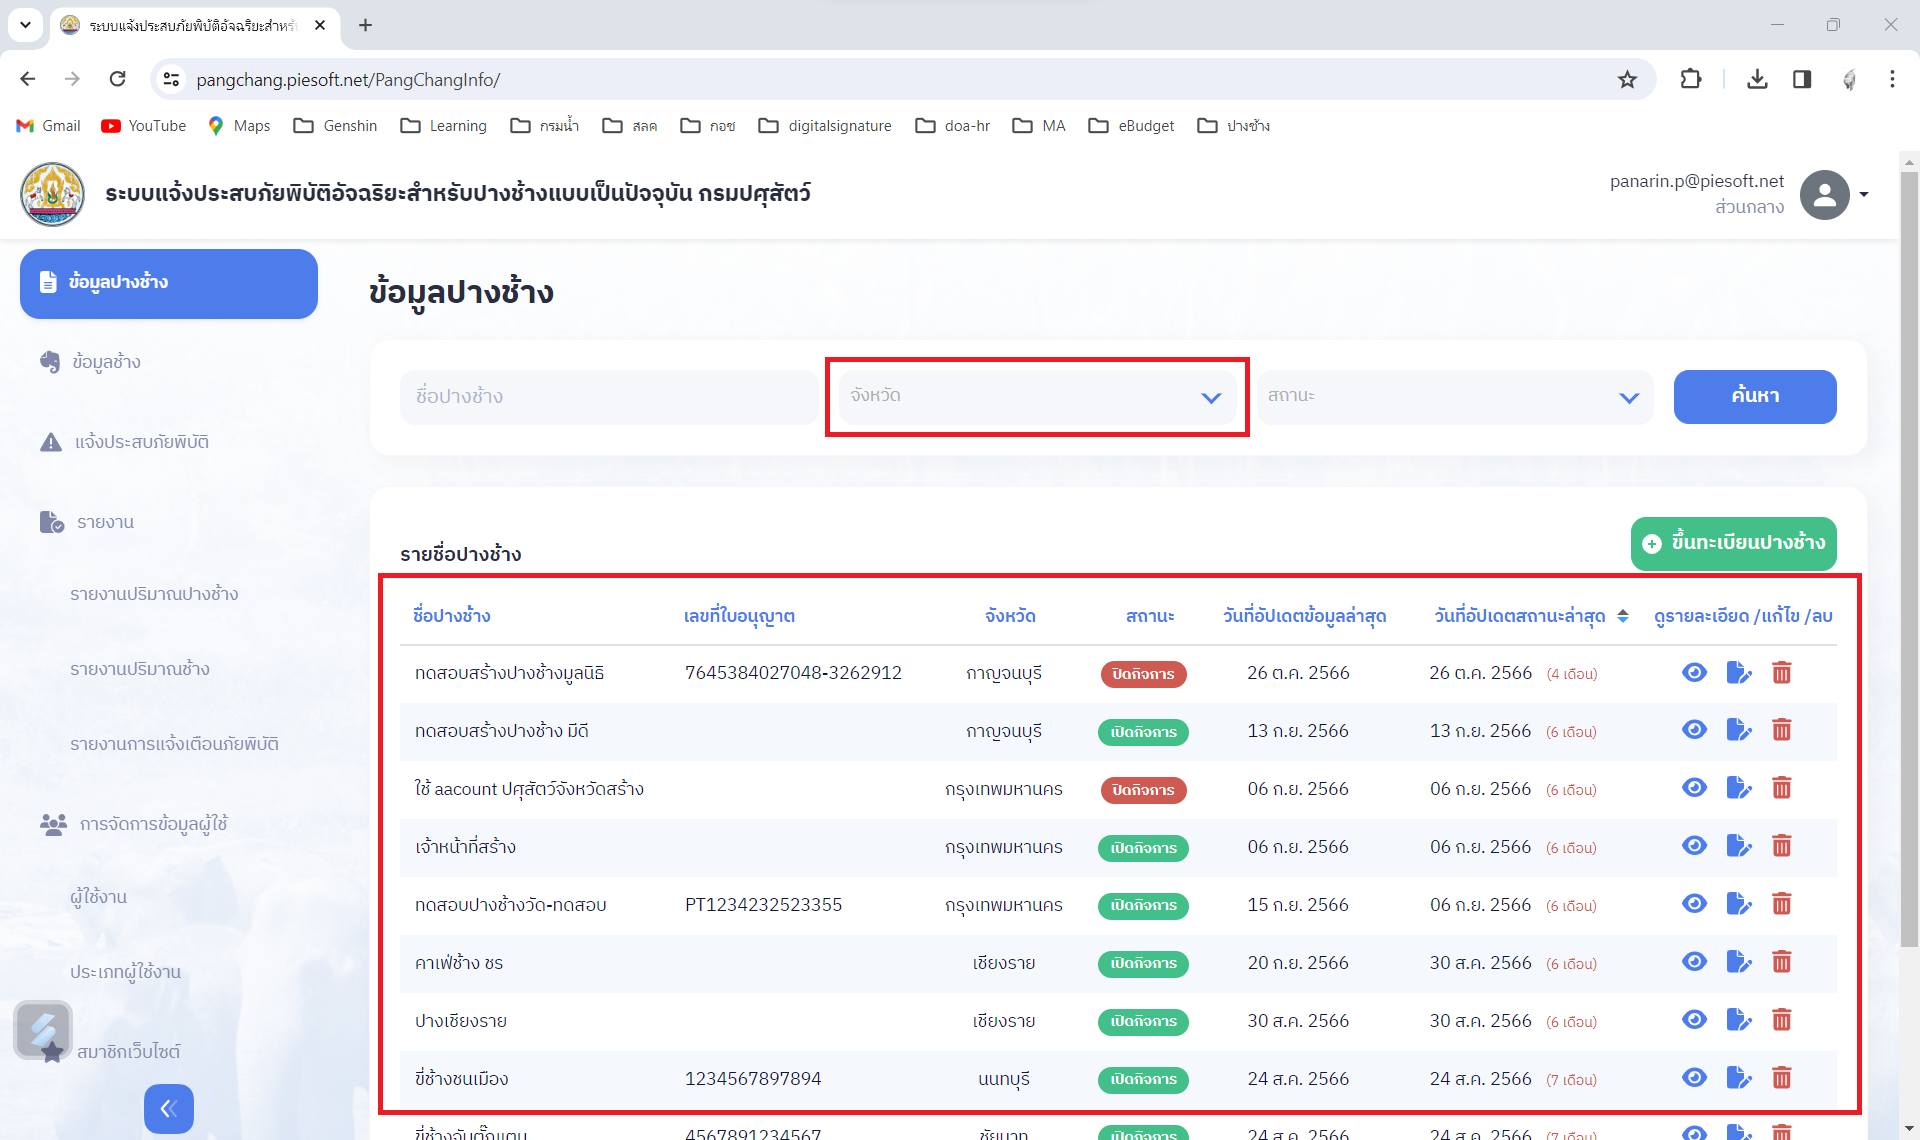 ระบบแจ้งประสบภัยพิบัติอัจฉริยะสำหรั
pangchang.piesoft.net/PangChangInfo/
Gmail YouTube Maps Genshin Learning กรมน้ำ สลค กอช digitalsignature doa-hr MA eBudget ปางช้าง
ระบบแจ้งประสบภัยพิบัติอัจฉริยะสำหรับปางช้างแบบเป็นปัจจุบัน กรมปศุสัตว์
panarin.p@piesoft.net
ส่วนกลาง
ข้อมูลปางช้าง
ข้อมูลช้าง
แจ้งประสบภัยพิบัติ
รายงาน
รายงานปริมาณปางช้าง
รายงานปริมาณช้าง
รายงานการแจ้งเตือนภัยพิบัติ
การจัดการข้อมูลผู้ใช้
ผู้ใช้งาน
ประเภทผู้ใช้งาน
สมาชิกเว็บไซต์
ข้อมูลปางช้าง
ชื่อปางช้าง จังหวัด สถานะ ค้นหา
รายชื่อปางช้าง ขึ้นทะเบียนปางช้าง
ชื่อปางช้าง เลขที่ใบอนุญาต จังหวัด สถานะ วันที่อัปเดตข้อมูลล่าสุด วันที่อัปเดตสถานะล่าสุด ดูรายละเอียด /แก้ไข /ลบ
ทดสอบสร้างปางช้างมูลนิธิ 7645384027048-3262912 กาญจนบุรี ปิดกิจการ 26 ต.ค. 2566 26 ต.ค. 2566 (4 เดือน)
ทดสอบสร้างปางช้าง มีดี กาญจนบุรี เปิดกิจการ 13 ก.ย. 2566 13 ก.ย. 2566 (6 เดือน)
ใช้ aacount ปศุสัตว์จังหวัดสร้าง กรุงเทพมหานคร ปิดกิจการ 06 ก.ย. 2566 06 ก.ย. 2566 (6 เดือน)
เจ้าหน้าที่สร้าง กรุงเทพมหานคร เปิดกิจการ 06 ก.ย. 2566 06 ก.ย. 2566 (6 เดือน)
ทดสอบปางช้างวัด-ทดสอบ PT1234232523355 กรุงเทพมหานคร เปิดกิจการ 15 ก.ย. 2566 06 ก.ย. 2566 (6 เดือน)
คาเฟ่ช้าง ชร เชียงราย เปิดกิจการ 20 ก.ย. 2566 30 ส.ค. 2566 (6 เดือน)
ปางเชียงราย เชียงราย เปิดกิจการ 30 ส.ค. 2566 30 ส.ค. 2566 (6 เดือน)
ขี่ช้างชนเมือง 1234567897894 นนทบุรี เปิดกิจการ 24 ส.ค. 2566 24 ส.ค. 2566 (7 เดือน)
ขี่ช้างจับตั๊กแตน 4567891234567 ชัยนาท เปิดกิจการ 24 ส.ค. 2566 24 ส.ค. 2566 (7 เดือน)